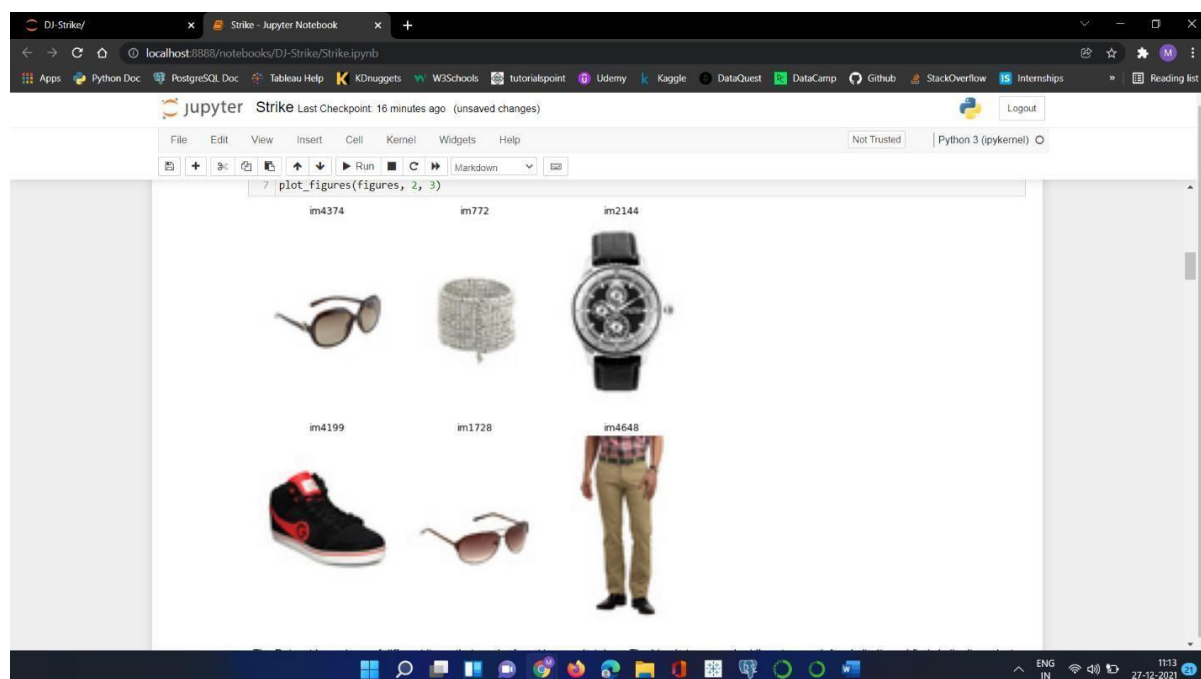 DJ-Strike/ Strike - Jupyter Notebook
localhost:8888/notebooks/DJ-Strike/Strike.ipynb M
Apps Python Doc PostgreSQL Doc Tableau Help KDnuggets W3Schools tutorialspoint Udemy Kaggle DataQuest DataCamp Github StackOverflow IS Internships » Reading list
jupyter Strike Last Checkpoint: 16 minutes ago (unsaved changes) Logout
File Edit View Insert Cell Kernel Widgets Help Not Trusted Python 3 (ipykernel)
Run Markdown
7 plot_figures(figures, 2, 3)
im4374 im772 im2144
im4199 im1728 im4648
ENG 11:13
IN 27-12-2021 21